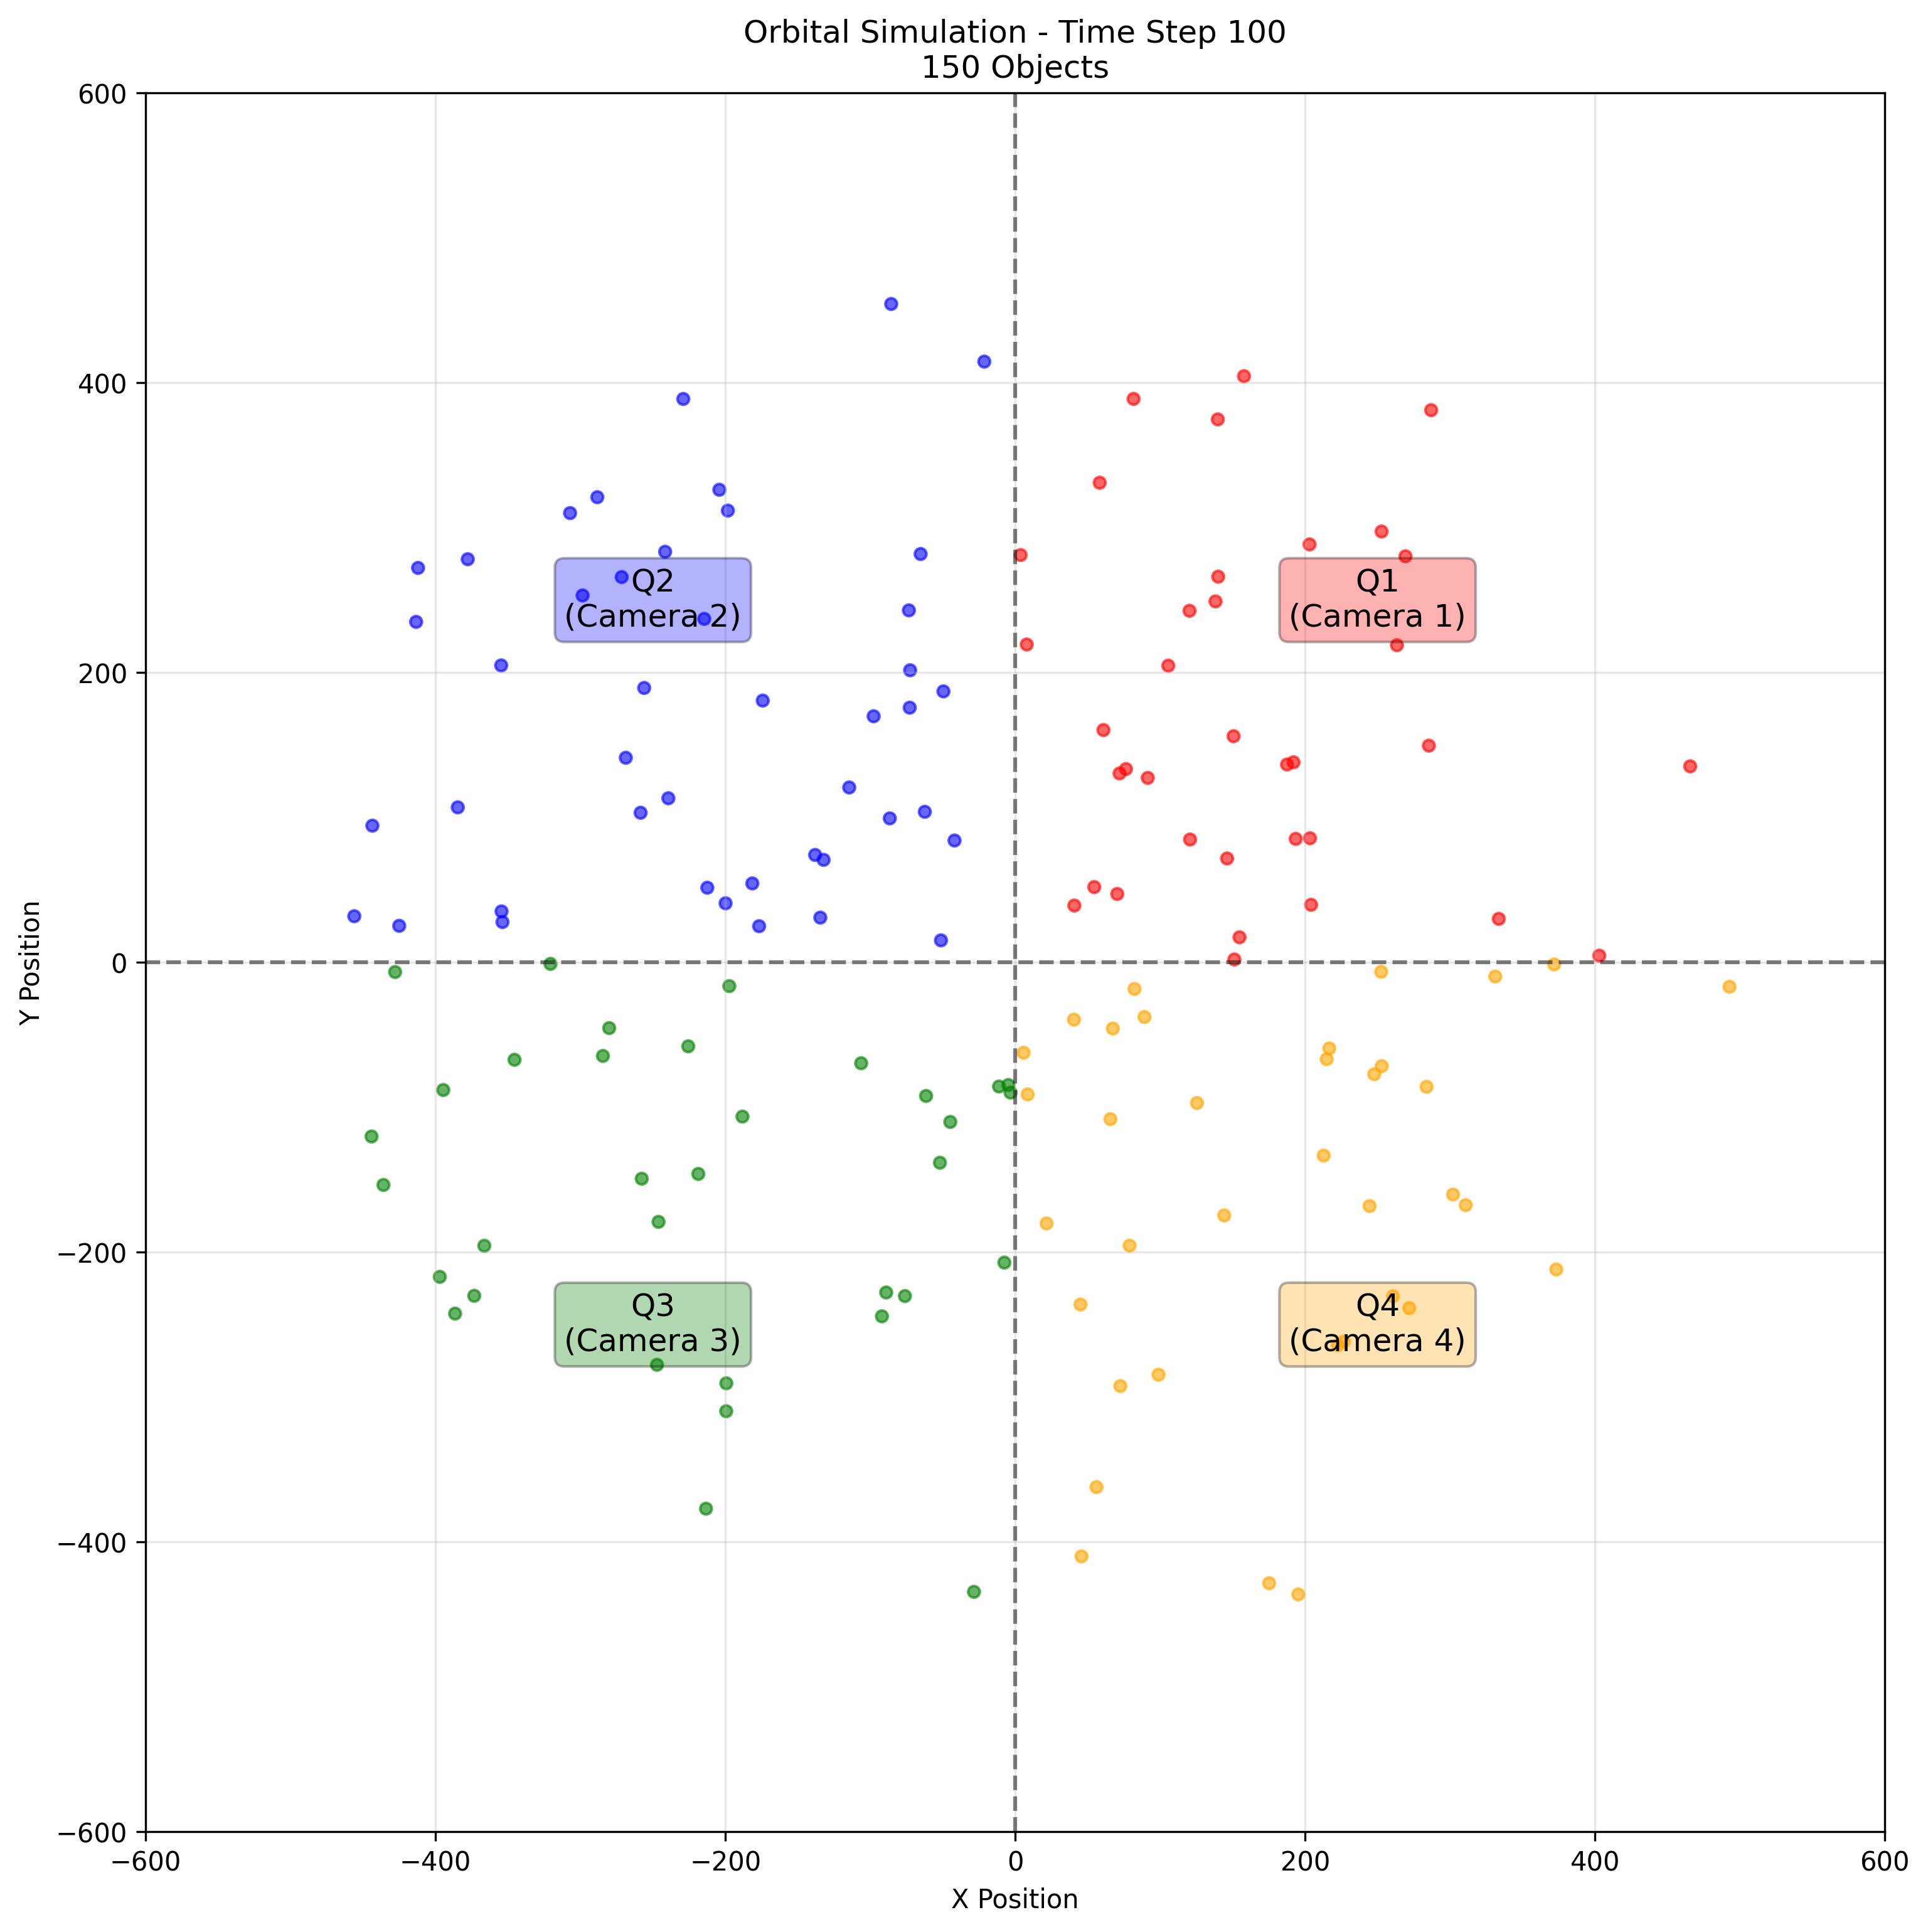 Orbital Simulation - Time Step 100
150 Objects
600
400
200
0
−200
−400
−600
Y Position
Q2
(Camera 2)
Q1
(Camera 1)
Q3
(Camera 3)
Q4
(Camera 4)
−600
−400
−200
0
200
400
600
X Position